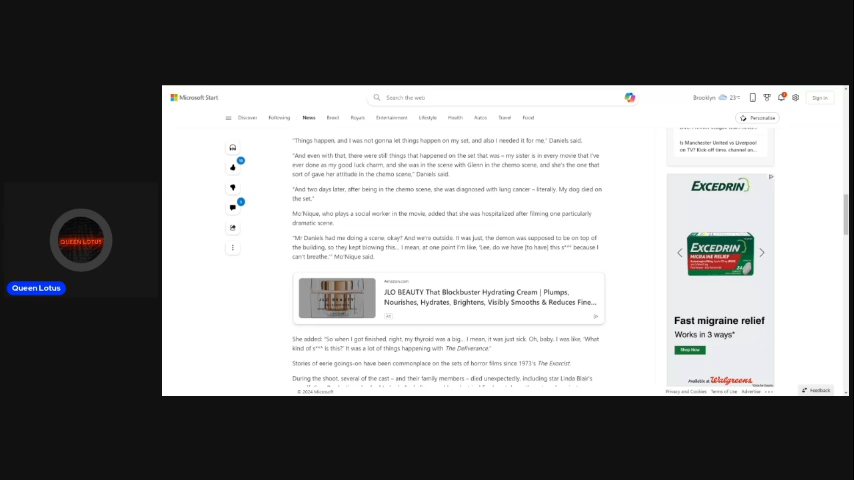 Microsoft Start
Search the web
Brooklyn
23°C
Sign in
Discover
Following
News
Brexit
Royals
Entertainment
Lifestyle
Health
Autos
Travel
Food
Personalise
"Things happen, and I was not gonna let things happen on my set, and also I needed it for me," Daniels said.
"And even with that, there were still things that happened on the set that was – my sister is in every movie that I've
ever done as my good luck charm, and she was in the scene with Glenn in the chemo scene, and she's the one that
sort of gave her attitude in the chemo scene," Daniels said.
"And two days later, after being in the chemo scene, she was diagnosed with lung cancer – literally. My dog died on
the set."
Mo'Nique, who plays a social worker in the movie, added that she was hospitalized after filming one particularly
dramatic scene.
"Mr Daniels had me doing a scene, okay? And we're outside. It was just, the demon was supposed to be on top of
the building, so they kept blowing this... I mean, at one point I'm like, 'Lee, do we have [to have] this s*** because I
can't breathe.'" Mo'Nique said.
QUEEN LOTUS
Queen Lotus
JLO BEAUTY
Amazon.com
JLO BEAUTY That Blockbuster Hydrating Cream | Plumps,
Nourishes, Hydrates, Brightens, Visibly Smooths & Reduces Fine...
Ad
She added: "So when I got finished, right, my thyroid was a big... I mean, it was just sick. Oh, baby. I was like, 'What
kind of s*** is this?' It was a lot of things happening with The Deliverance."
Stories of eerie goings-on have been commonplace on the sets of horror films since 1973's The Exorcist.
During the shoot, several of the cast – and their family members – died unexpectedly, including star Linda Blair's
© 2024 Microsoft
Is Manchester United vs Liverpool
on TV? Kick-off time, channel an...
EXCEDRIN
EXCEDRIN
MIGRAINE RELIEF
24
Fast migraine relief
Works in 3 ways*
Shop Now
Available at Walgreens
Privacy and Cookies
Terms of Use
Advertise
Feedback